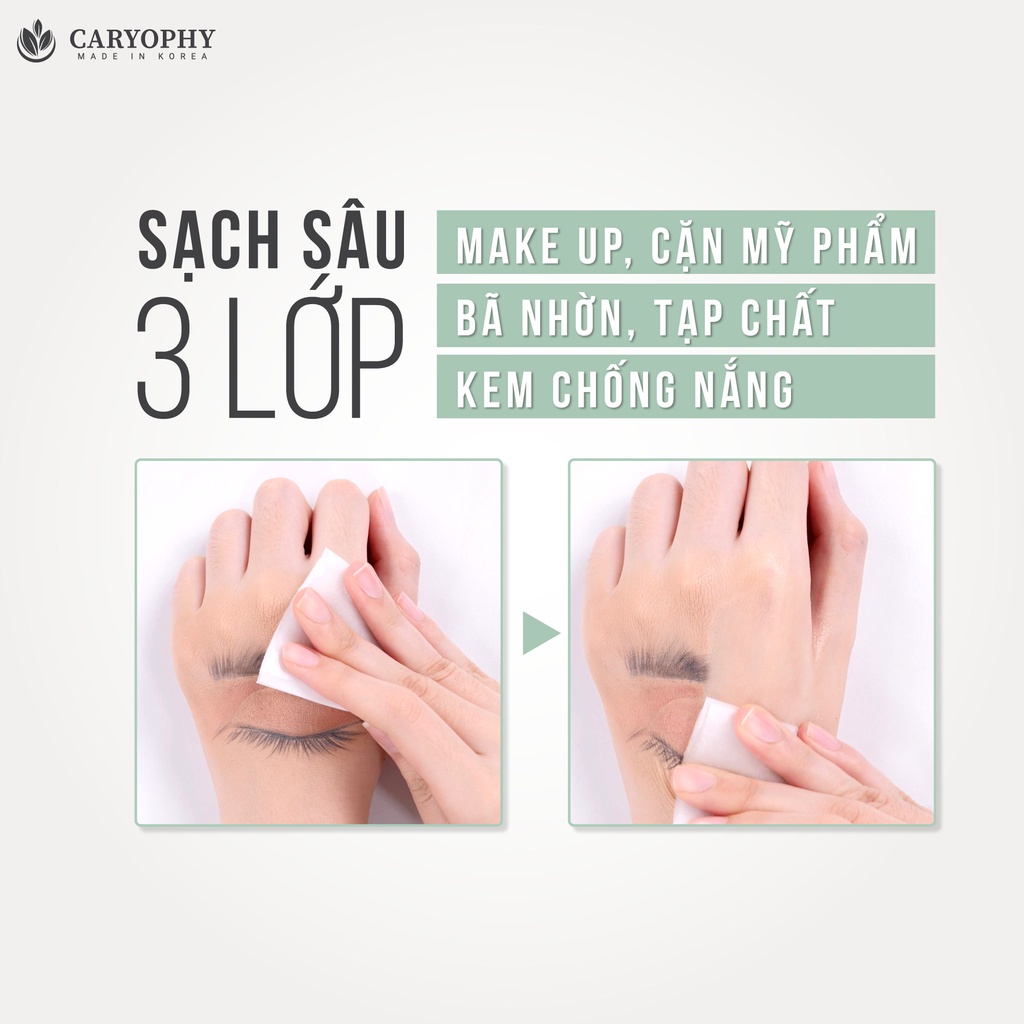 CARYOPHY
MADE IN KOREA
SẠCH SÂU
3 LỚP
MAKE UP, CẶN MỸ PHẨM
BÃ NHỜN, TẠP CHẤT
KEM CHỐNG NẮNG